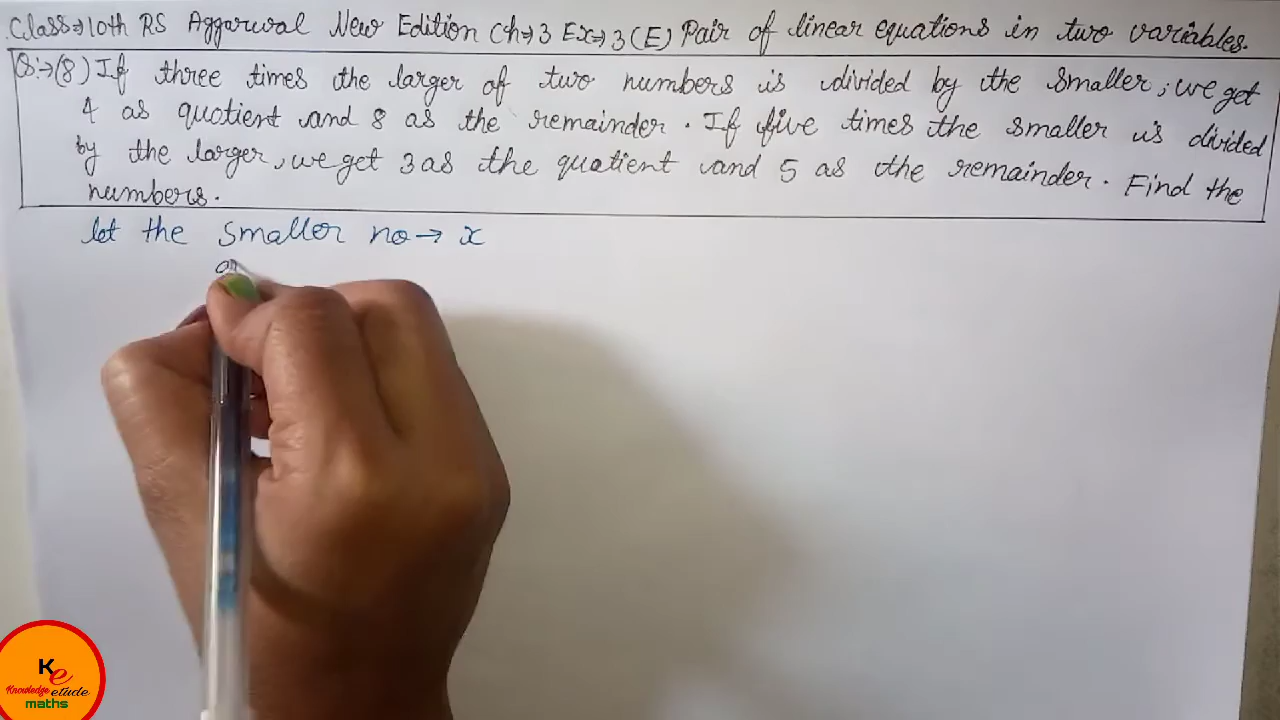 Class→10th RS Aggarwal New Edition Ch→3 Ex→3(E) Pair of linear equations in two variables.
Q:→(8) If three times the larger of two numbers is divided by the smaller, we get
4 as quotient and 8 as the remainder. If five times the smaller is divided
by the larger, we get 3 as the quotient and 5 as the remainder. Find the
numbers.
let the smaller no→ x
Ke
Knowledge etude
maths